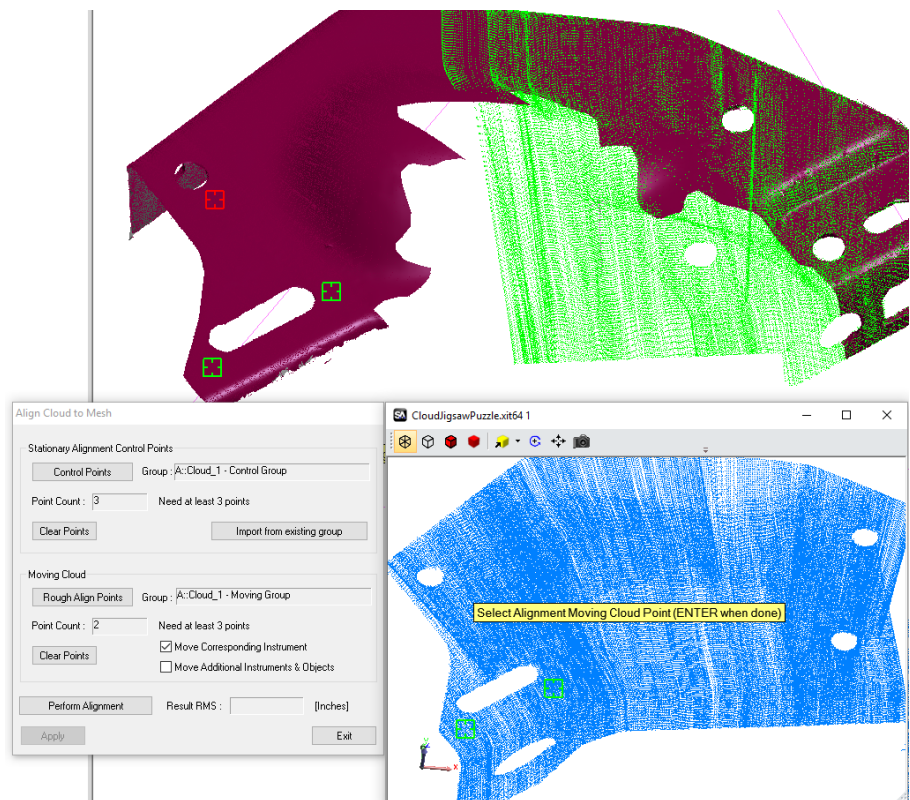 Align Cloud to Mesh
Stationary Alignment Control Points
Control Points Group : A::Cloud_1 - Control Group
Point Count : 3 Need at least 3 points
Clear Points Import from existing group
Moving Cloud
Rough Align Points Group : A::Cloud_1 - Moving Group
Point Count : 2 Need at least 3 points
Clear Points Move Corresponding Instrument
Move Additional Instruments & Objects
Perform Alignment Result RMS : [Inches]
Apply Exit
SA CloudJigsawPuzzle.xit64 1
Select Alignment Moving Cloud Point (ENTER when done)
x